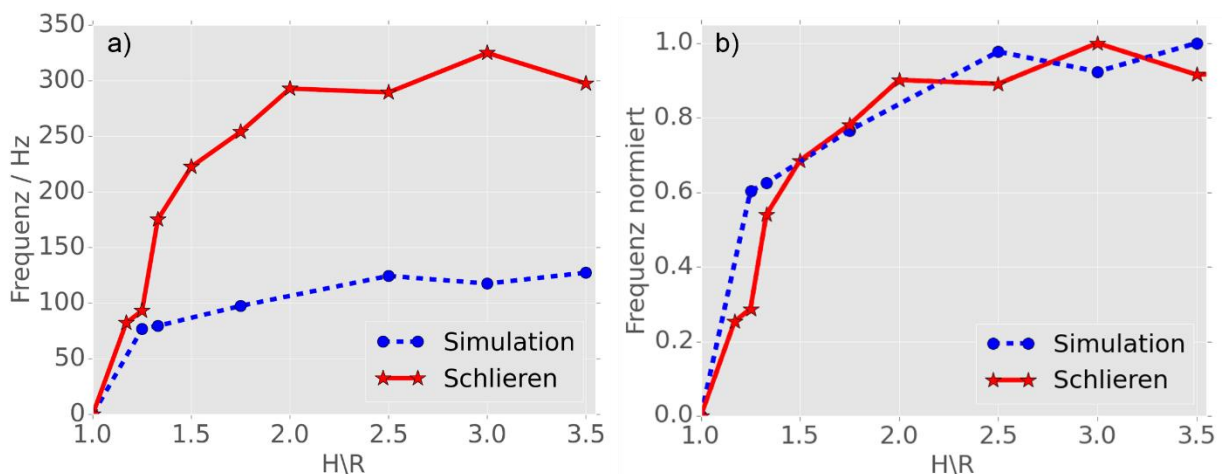 a)
350
300
250
200
150
100
50
0
Frequenz / Hz
1.0 1.5 2.0 2.5 3.0 3.5
H\R
Simulation
Schlieren
b)
1.0
0.8
0.6
0.4
0.2
0.0
Frequenz normiert
1.0 1.5 2.0 2.5 3.0 3.5
H\R
Simulation
Schlieren